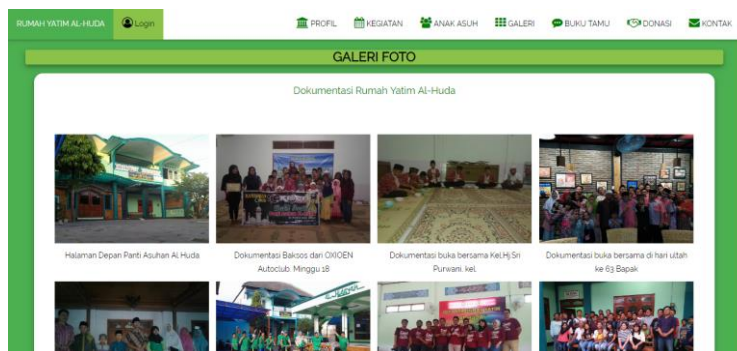 RUMAH YATIM AL-HUDA Login PROFIL KEGIATAN ANAK ASUH GALERI BUKU TAMU DONASI KONTAK
GALERI FOTO
Dokumentasi Rumah Yatim Al-Huda
Halaman Depan Panti Asuhan Al Huda
Dokumentasi Baksos dari OXIOEN
Autoclub. Minggu 18
Dokumentasi buka bersama Kel.Hj.Sri
Purwani. kel.
Dokumentasi buka bersama di hari ultah
ke 63 Bapak